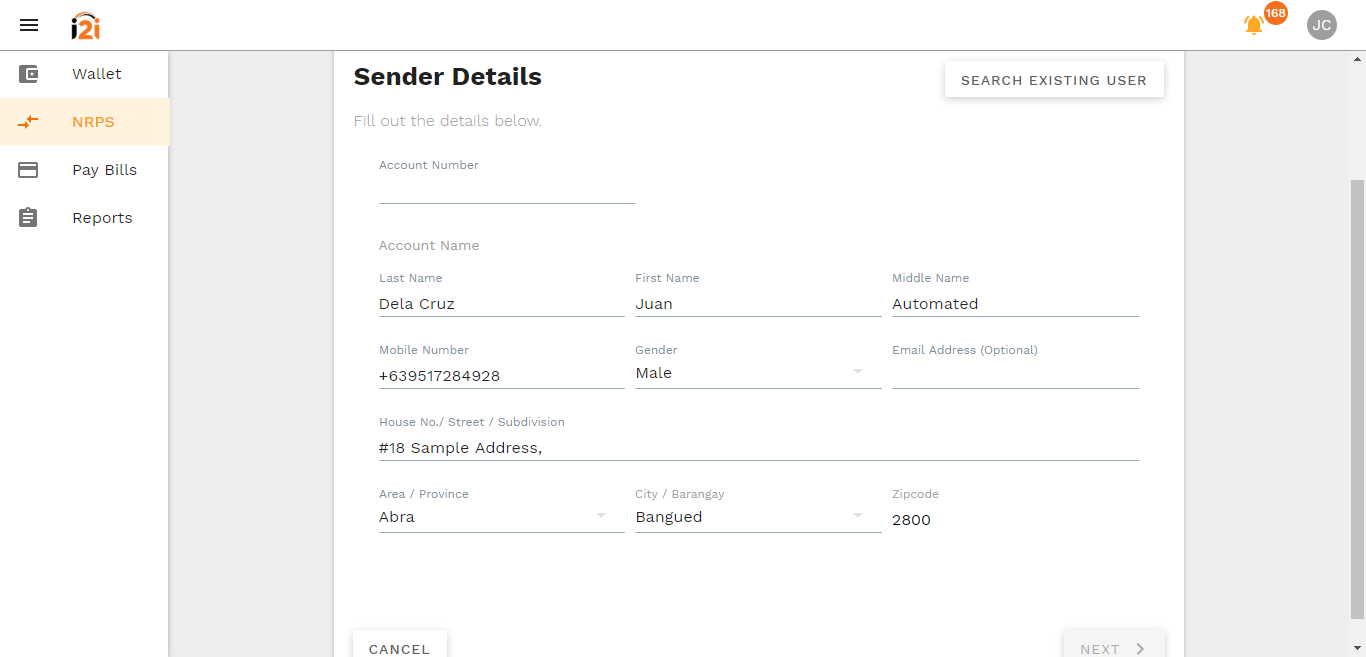 i2i
168
JC
Wallet
NRPS
Pay Bills
Reports
Sender Details
SEARCH EXISTING USER
Fill out the details below.
Account Number
Account Name
Last Name First Name Middle Name
Dela Cruz Juan Automated
Mobile Number Gender Email Address (Optional)
+639517284928 Male
House No./ Street / Subdivision
#18 Sample Address,
Area / Province City / Barangay Zipcode
Abra Bangued 2800
CANCEL NEXT